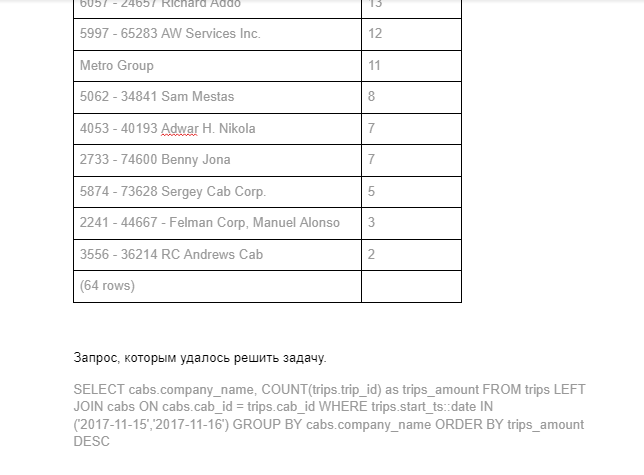 6057 - 24657 Richard Addo 13
5997 - 65283 AW Services Inc. 12
Metro Group 11
5062 - 34841 Sam Mestas 8
4053 - 40193 Adwar H. Nikola 7
2733 - 74600 Benny Jona 7
5874 - 73628 Sergey Cab Corp. 5
2241 - 44667 - Felman Corp, Manuel Alonso 3
3556 - 36214 RC Andrews Cab 2
(64 rows)
Запрос, которым удалось решить задачу.
SELECT cabs.company_name, COUNT(trips.trip_id) as trips_amount FROM trips LEFT
JOIN cabs ON cabs.cab_id = trips.cab_id WHERE trips.start_ts::date IN
('2017-11-15','2017-11-16') GROUP BY cabs.company_name ORDER BY trips_amount
DESC